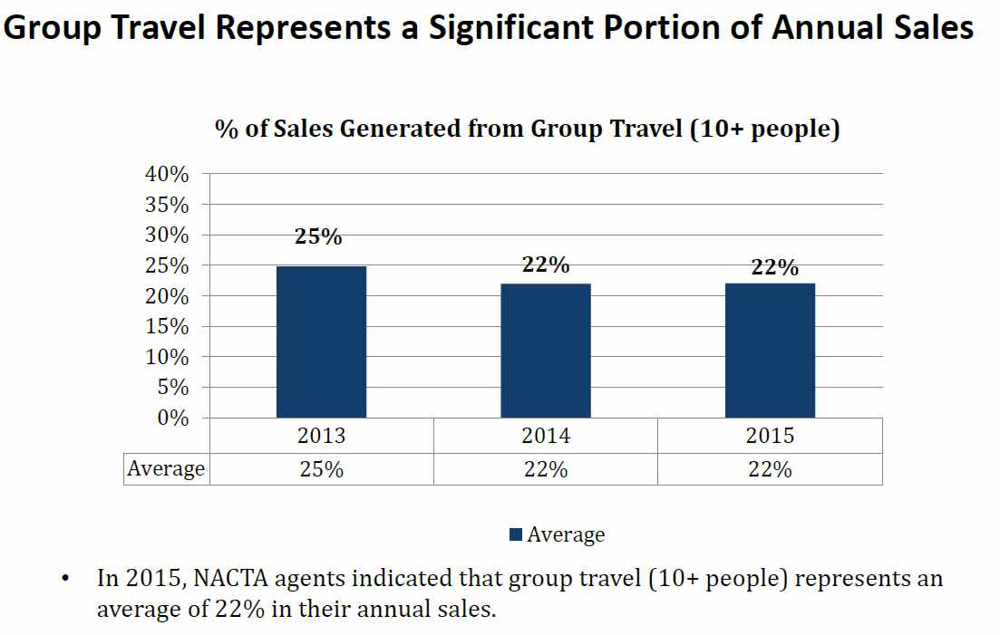 Group Travel Represents a Significant Portion of Annual Sales
% of Sales Generated from Group Travel (10+ people)
40%
35%
30%
25%
20%
15%
10%
5%
0%
25%
22%
22%
2013 2014 2015
Average 25% 22% 22%
Average
• In 2015, NACTA agents indicated that group travel (10+ people) represents an
average of 22% in their annual sales.